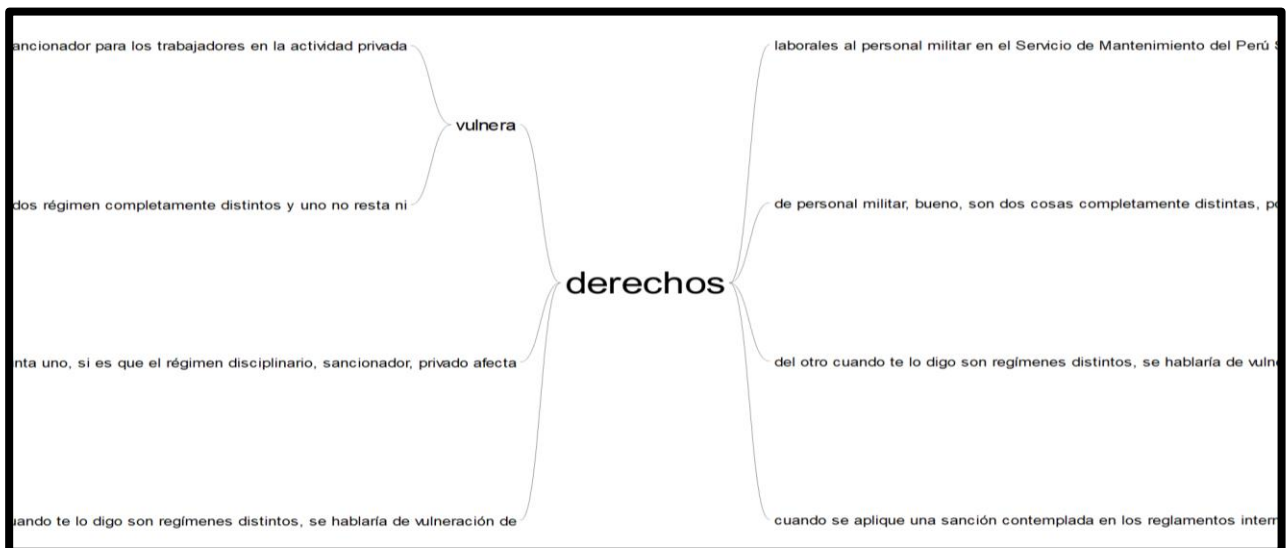 ancionador para los trabajadores en la actividad privada
laborales al personal militar en el Servicio de Mantenimiento del Perú
vulnera
dos régimen completamente distintos y uno no resta ni
de personal militar, bueno, son dos cosas completamente distintas,
derechos
nta uno, si es que el régimen disciplinario, sancionador, privado afecta
del otro cuando te lo digo son regímenes distintos, se hablaría de vulne
uando te lo digo son regímenes distintos, se hablaría de vulneración de
cuando se aplique una sanción contemplada en los reglamentos intern